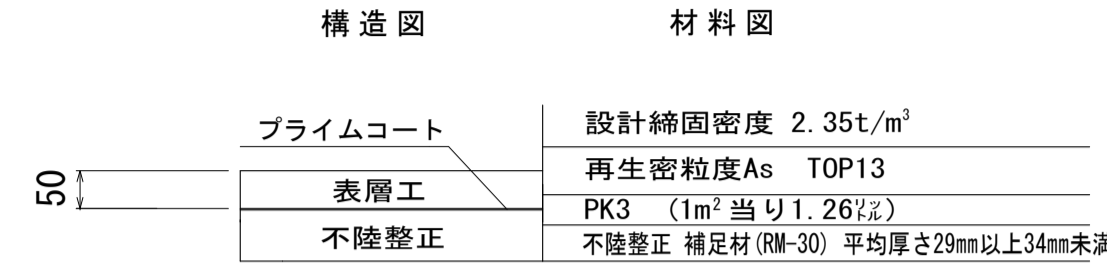 構造図 材料図
プライムコート
設計締固密度 2.35t/m³
50
表層工
再生密粒度As TOP13
PK3 (1m²当り1.26㍑)
不陸整正
不陸整正 補足材(RM-30) 平均厚さ29mm以上34mm未満